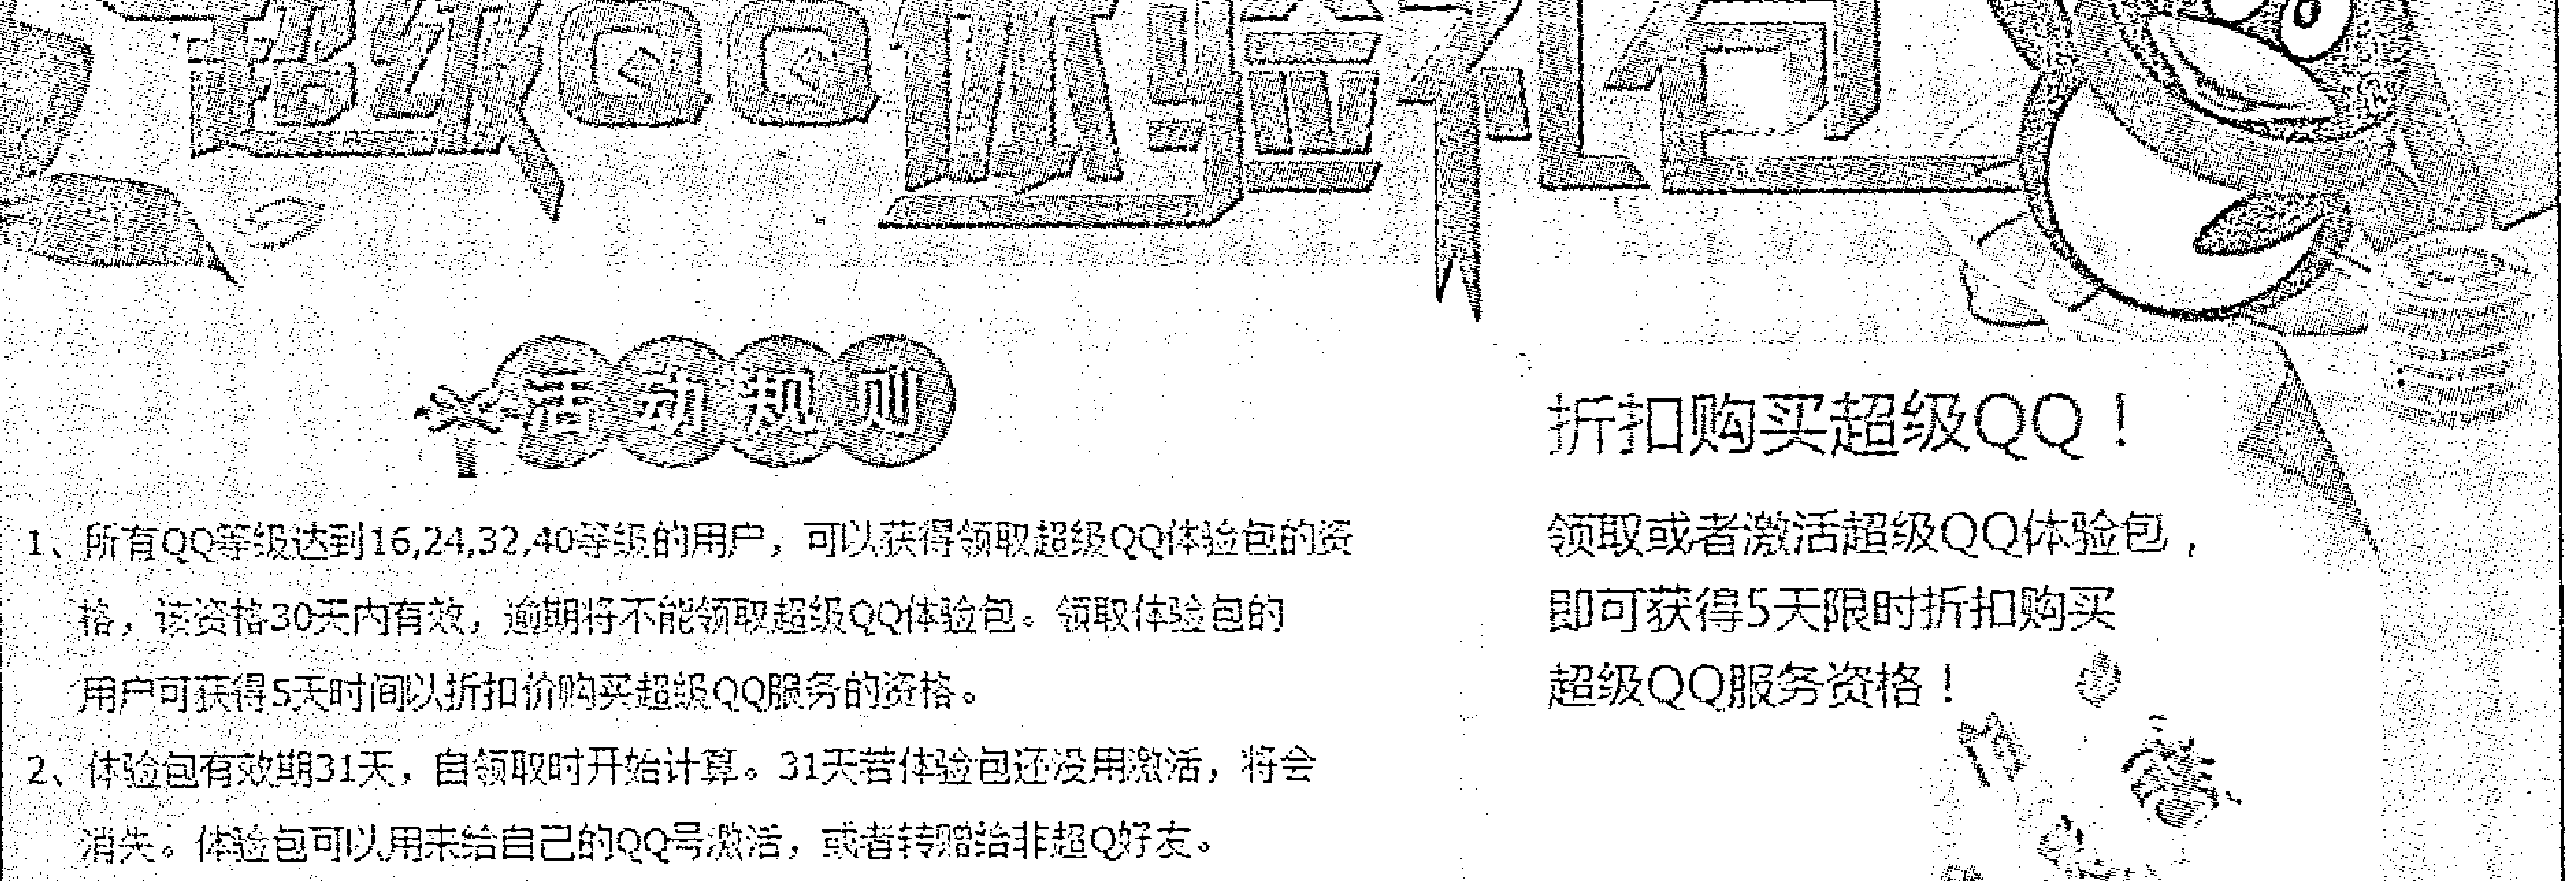 超级QQ体验礼包
活动规则
1、所有QQ等级达到16,24,32,40等级的用户，可以获得领取超级QQ体验包的资
格，该资格30天内有效，逾期将不能领取超级QQ体验包。领取体验包的
用户可获得5天时间以折扣价购买超级QQ服务的资格。
2、体验包有效期31天，自领取时开始计算。31天若体验包还没用激活，将会
消失。体验包可以用来给自己的QQ号激活，或者转赠给非超Q好友。
折扣购买超级QQ！
领取或者激活超级QQ体验包，
即可获得5天限时折扣购买
超级QQ服务资格！